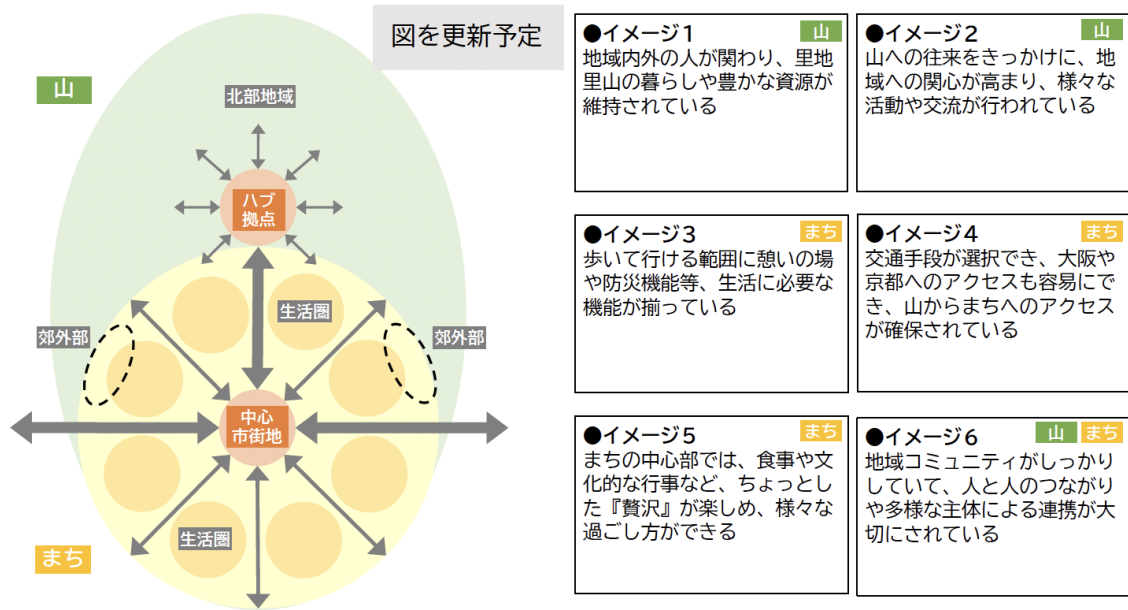 図を更新予定
山
北部地域
ハブ
拠点
生活圏
郊外部
郊外部
中心
市街地
生活圏
まち
●イメージ1
山
地域内外の人が関わり、里地
里山の暮らしや豊かな資源が
維持されている
●イメージ2
山
山への往来をきっかけに、地
域への関心が高まり、様々な
活動や交流が行われている
●イメージ3
まち
歩いて行ける範囲に憩いの場
や防災機能等、生活に必要な
機能が揃っている
●イメージ4
まち
交通手段が選択でき、大阪や
京都へのアクセスも容易にで
き、山からまちへのアクセス
が確保されている
●イメージ5
まち
まちの中心部では、食事や文
化的な行事など、ちょっとし
た『贅沢』が楽しめ、様々な
過ごし方ができる
●イメージ6
山
まち
地域コミュニティがしっかり
していて、人と人のつながり
や多様な主体による連携が大
切にされている